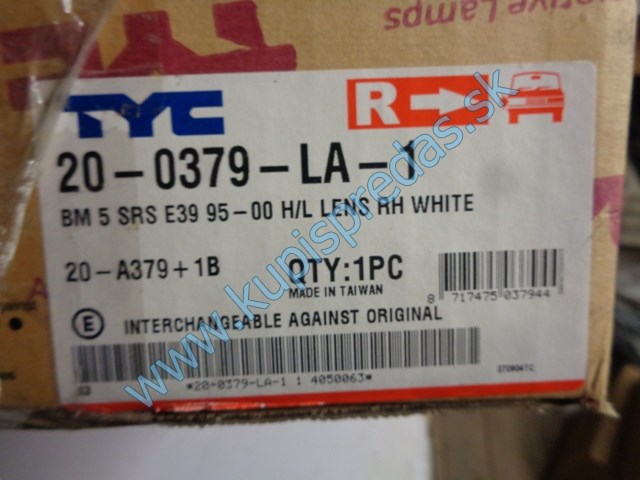 otive Lamps
TYC
R
20-0379-LA-1
BM 5 SRS E39 95-00 H/L LENS RH WHITE
20-A379+1B
QTY:1PC
MADE IN TAIWAN
8 717475 037944
E INTERCHANGEABLE AGAINST ORIGINAL
*20-0379-LA-1 1 4050063*
www.kupispredas.sk